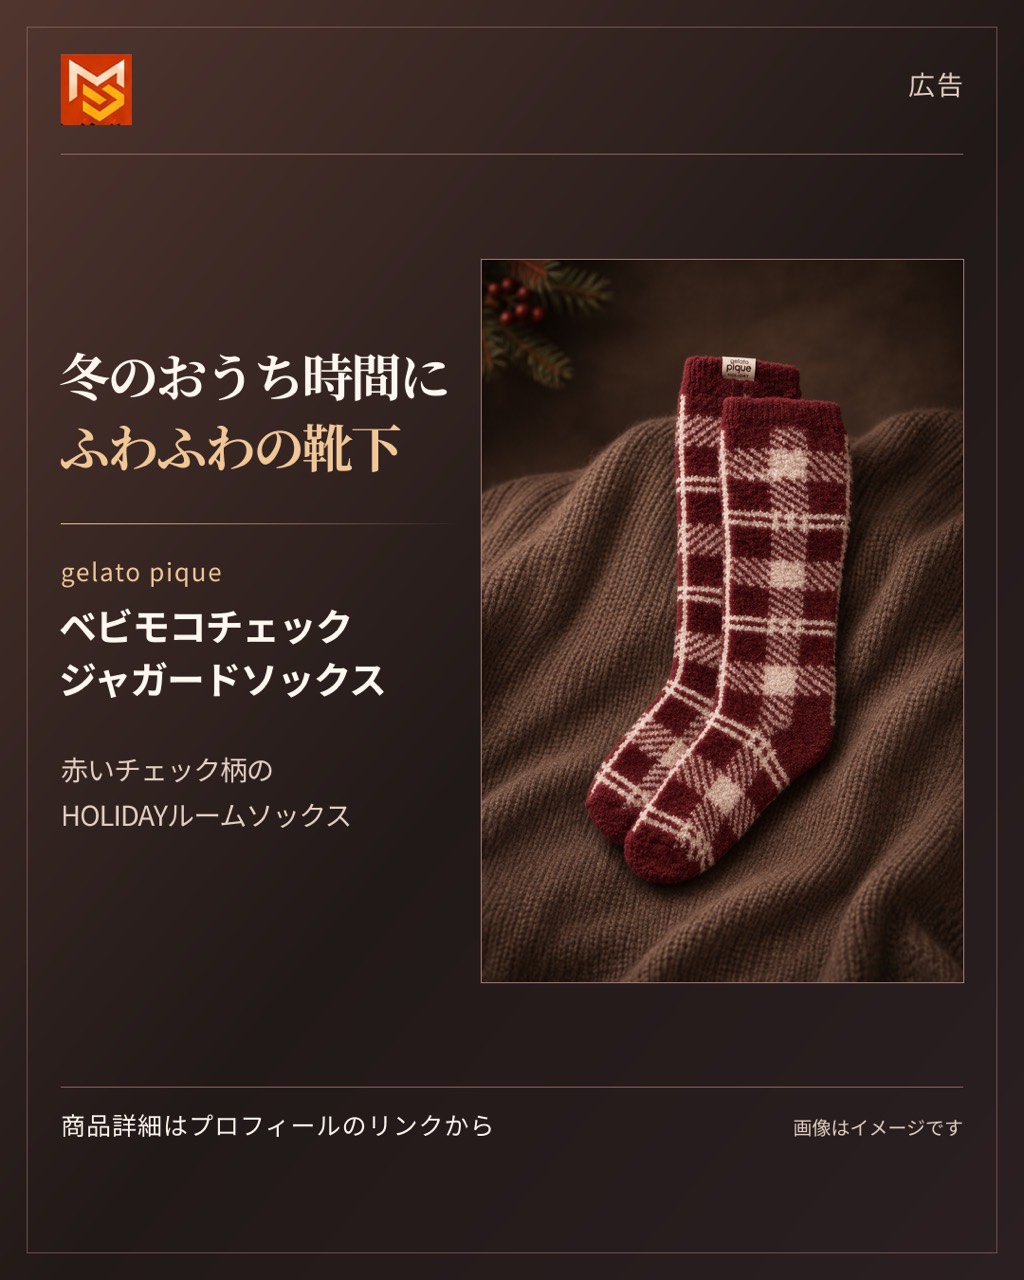 広告
冬のおうち時間に
ふわふわの靴下
gelato pique
ベビモコチェック
ジャガードソックス
赤いチェック柄の
HOLIDAYルームソックス
gelato
pique
商品詳細はプロフィールのリンクから
画像はイメージです